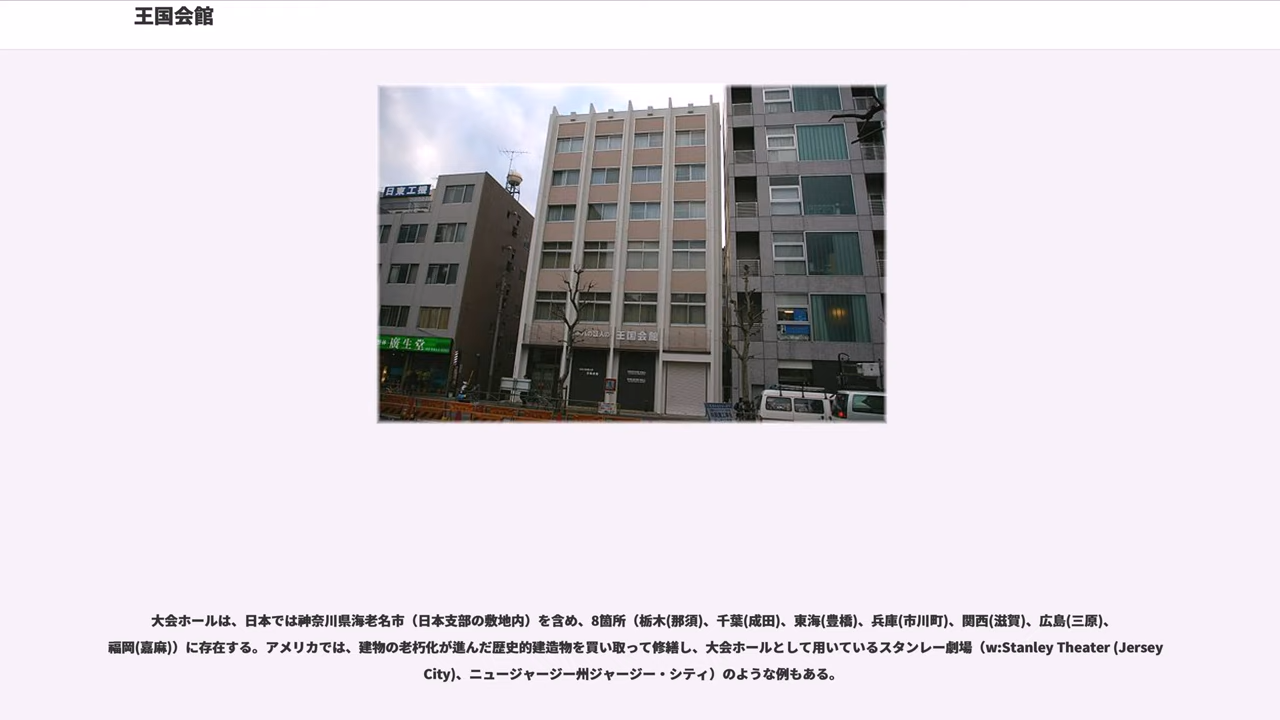 王国会館
日東工機
廣生堂
王国会館
大会ホールは、日本では神奈川県海老名市（日本支部の敷地内）を含め、8箇所（栃木(那須)、千葉(成田)、東海(豊橋)、兵庫(市川町)、関西(滋賀)、広島(三原)、
福岡(嘉麻)）に存在する。アメリカでは、建物の老朽化が進んだ歴史的建造物を買い取って修繕し、大会ホールとして用いているスタンレー劇場（w:Stanley Theater (Jersey
City)、ニュージャージー州ジャージー・シティ）のような例もある。